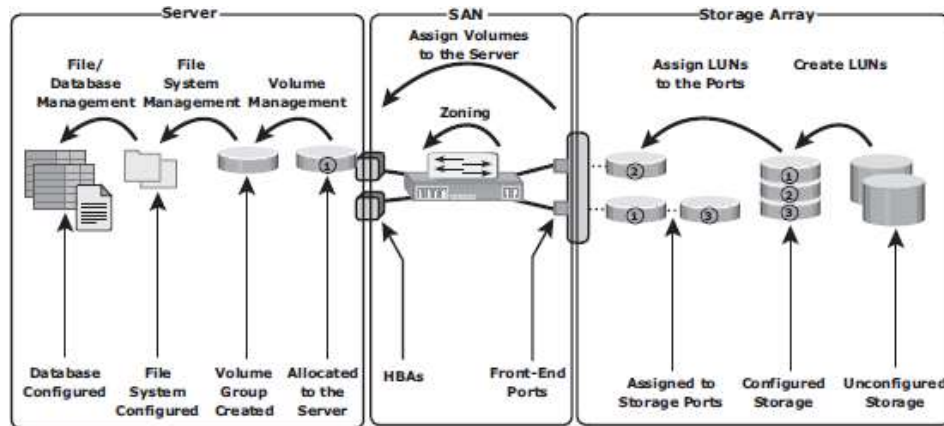 Server
SAN
Storage Array
File/
Database
Management
File
System
Management
Volume Management
Assign Volumes
to the Server
Zoning
Assign LUNs
to the Ports
Create LUNs
1
2
1
3
1
2
3
Database
Configured
File
System
Configured
Volume
Group
Created
Allocated
to the
Server
HBAs
Front-End
Ports
Assigned to
Storage Ports
Configured
Storage
Unconfigured
Storage